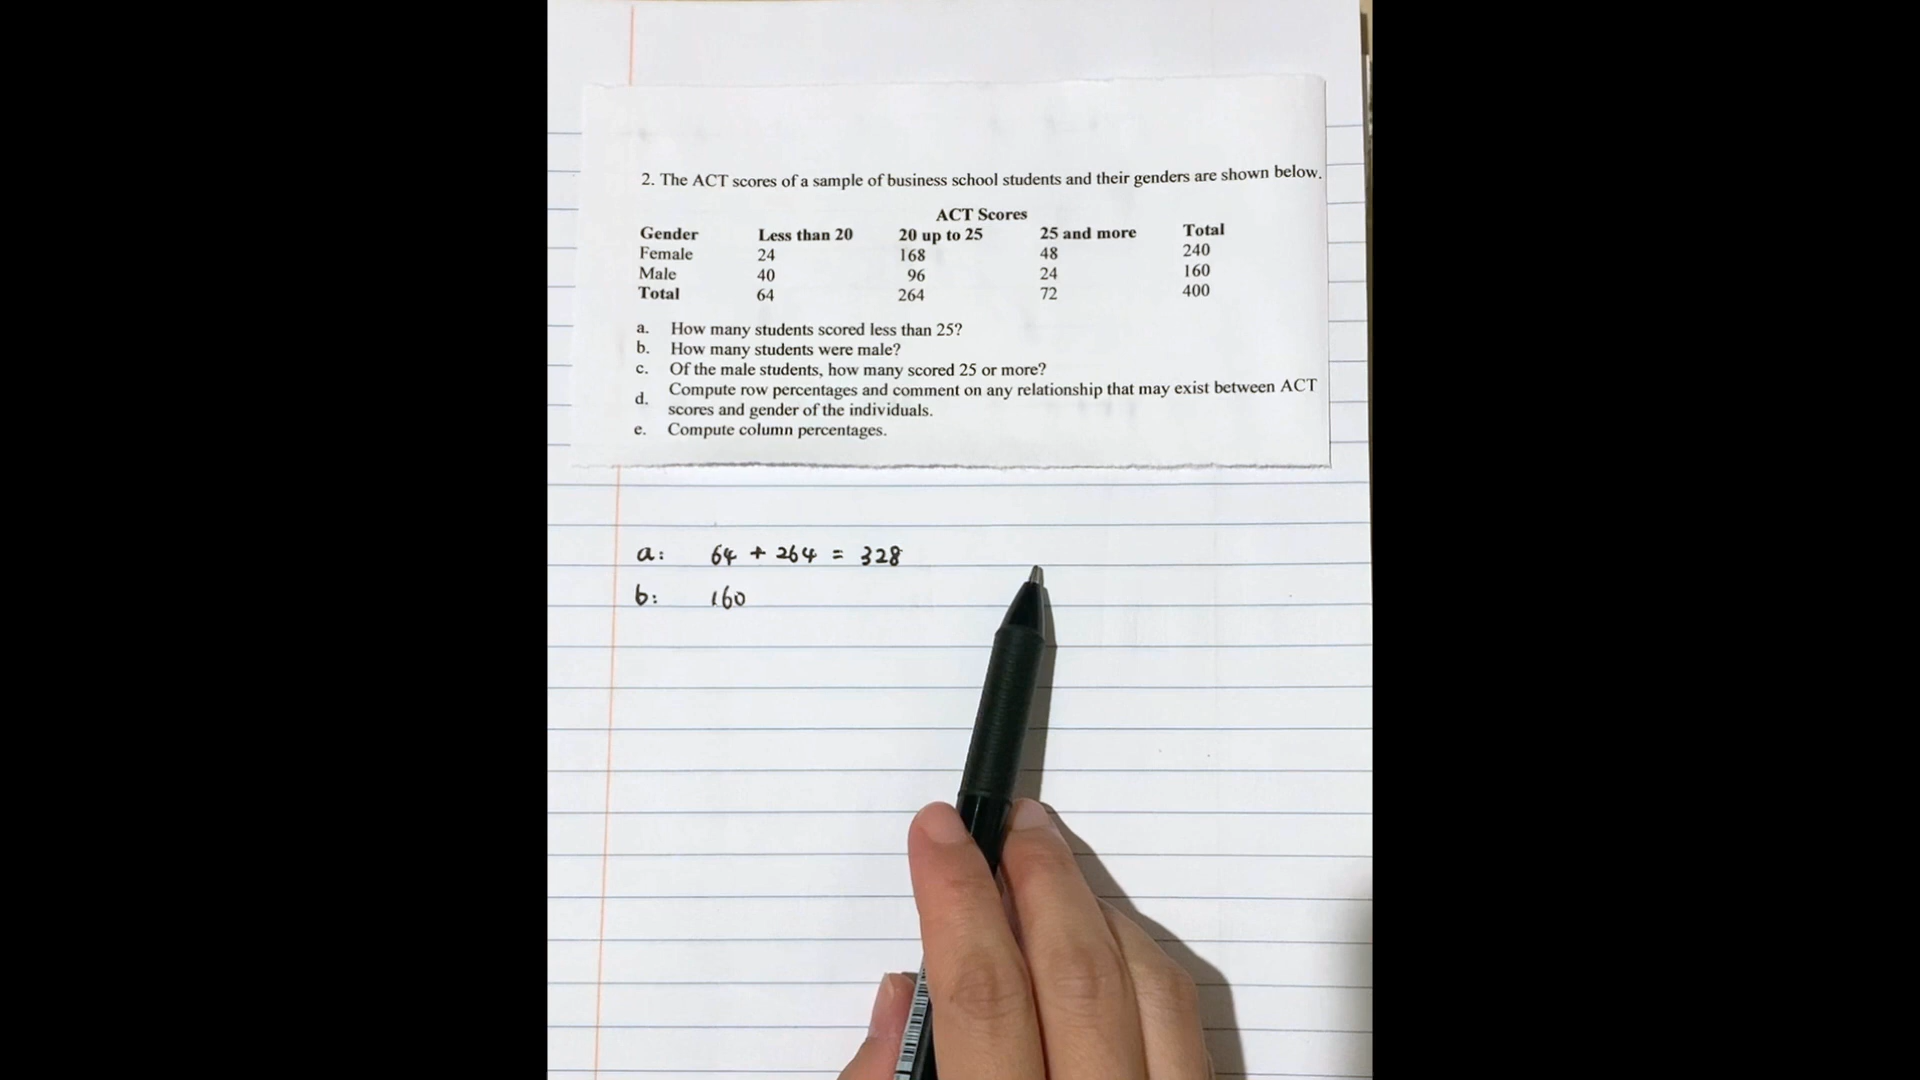 2. The ACT scores of a sample of business school students and their genders are shown below.
ACT Scores
Gender Less than 20 20 up to 25 25 and more Total
Female 24 168 48 240
Male 40 96 24 160
Total 64 264 72 400
a. How many students scored less than 25?
b. How many students were male?
c. Of the male students, how many scored 25 or more?
d. Compute row percentages and comment on any relationship that may exist between ACT
scores and gender of the individuals.
e. Compute column percentages.
a: 64 + 264 = 328
b: 160